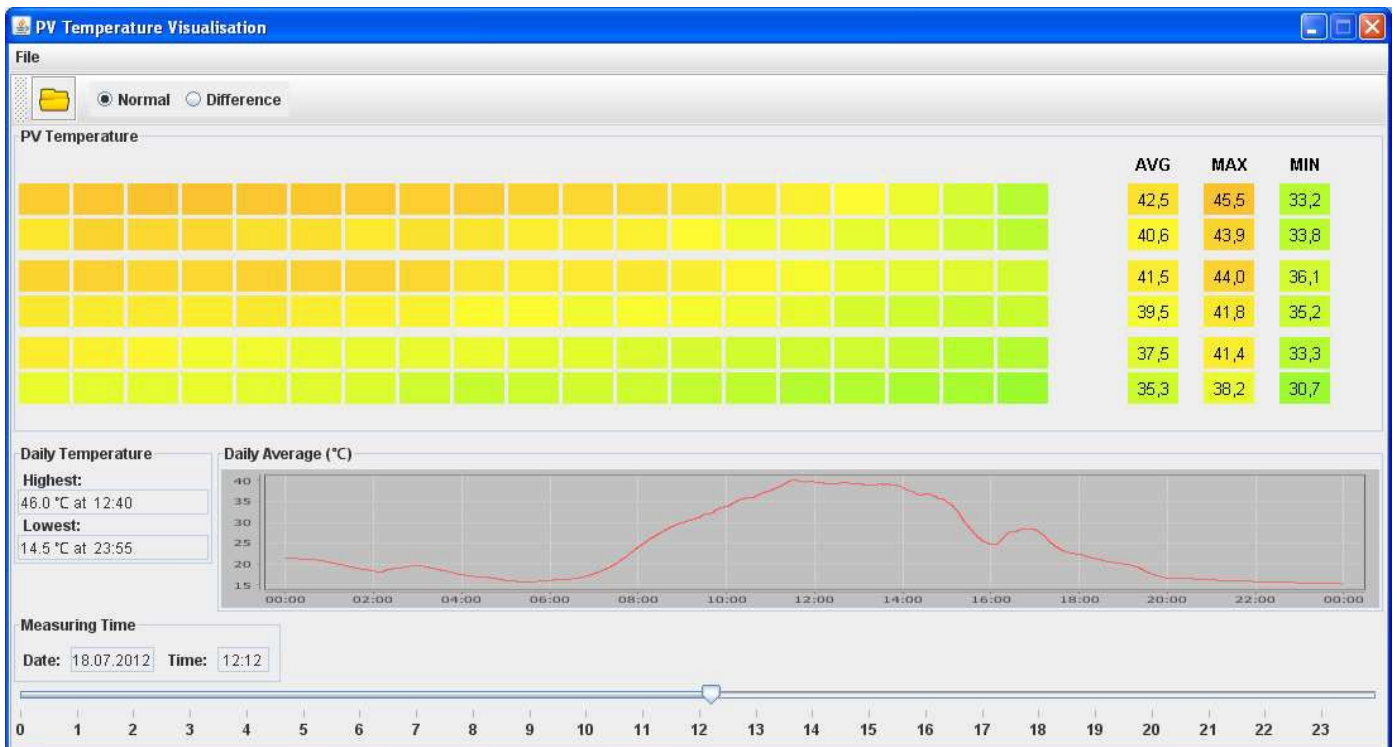 PV Temperature Visualisation
File
Normal Difference
PV Temperature
AVG MAX MIN
42,5 45,5 33,2
40,6 43,9 33,8
41,5 44,0 36,1
39,5 41,8 35,2
37,5 41,4 33,3
35,3 38,2 30,7
Daily Temperature
Highest:
46.0 °C at 12:40
Lowest:
14.5 °C at 23:55
Daily Average (°C)
40
35
30
25
20
15
00:00 02:00 04:00 06:00 08:00 10:00 12:00 14:00 16:00 18:00 20:00 22:00 00:00
Measuring Time
Date: 18.07.2012 Time: 12:12
0 1 2 3 4 5 6 7 8 9 10 11 12 13 14 15 16 17 18 19 20 21 22 23